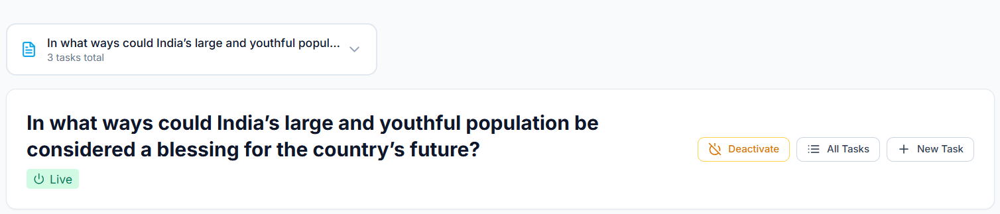 In what ways could India’s large and youthful popul...
3 tasks total
In what ways could India’s large and youthful population be
considered a blessing for the country’s future?
Deactivate
All Tasks
New Task
Live